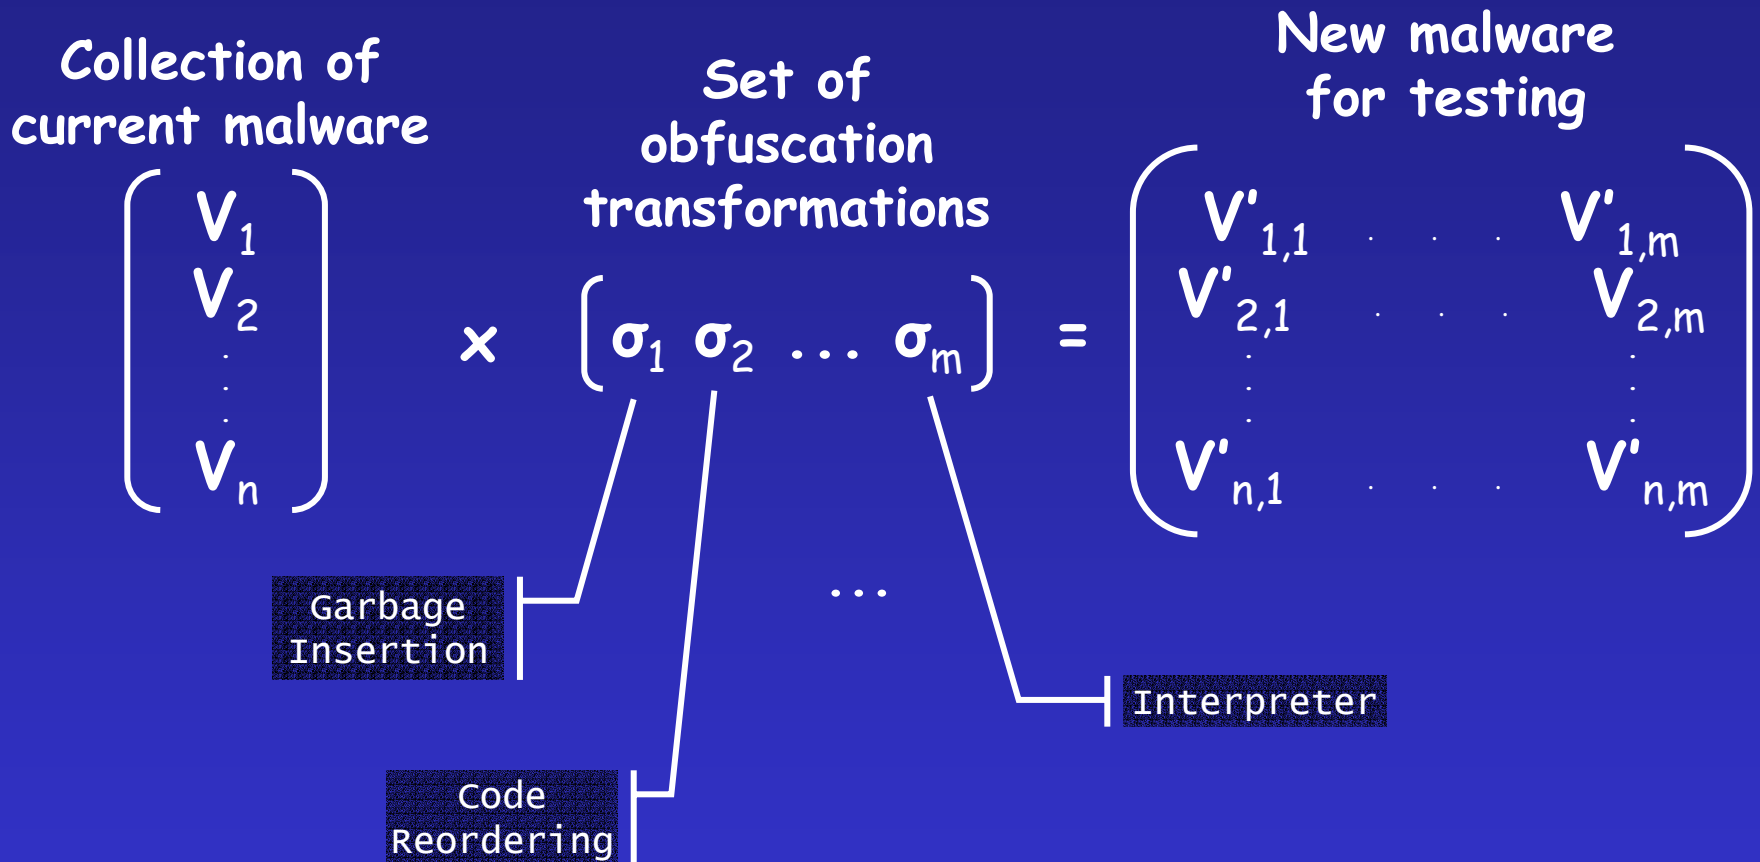 Collection of
current malware
Set of
obfuscation
transformations
New malware
for testing
V1
V2
.
.
.
Vn
x
σ1 σ2 ... σm
=
V'1,1 . . . V'1,m
V'2,1 . . . V2,m
. .
. .
. .
V'n,1 . . . V'n,m
...
Garbage
Insertion
Interpreter
Code
Reordering